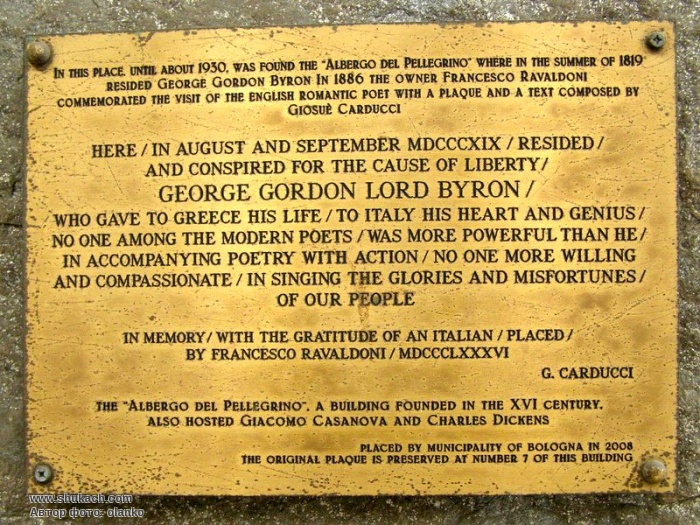 In this place, until about 1930, was found the "Albergo del Pellegrino" where in the summer of 1819
resided George Gordon Byron In 1886 the owner Francesco Ravaldoni
commemorated the visit of the english romantic poet with a plaque and a text composed by
Giosuè Carducci
HERE / IN AUGUST AND SEPTEMBER MDCCCXIX / RESIDED /
AND CONSPIRED FOR THE CAUSE OF LIBERTY /
GEORGE GORDON LORD BYRON /
WHO GAVE TO GREECE HIS LIFE / TO ITALY HIS HEART AND GENIUS /
NO ONE AMONG THE MODERN POETS / WAS MORE POWERFUL THAN HE /
IN ACCOMPANYING POETRY WITH ACTION / NO ONE MORE WILLING
AND COMPASSIONATE / IN SINGING THE GLORIES AND MISFORTUNES /
OF OUR PEOPLE
IN MEMORY / WITH THE GRATITUDE OF AN ITALIAN / PLACED /
BY FRANCESCO RAVALDONI / MDCCCLXXXVI
G. CARDUCCI
The "Albergo del Pellegrino", a building founded in the XVI century,
also hosted Giacomo Casanova and Charles Dickens
PLACED BY MUNICIPALITY OF BOLOGNA IN 2008
THE ORIGINAL PLAQUE IS PRESERVED AT NUMBER 7 OF THIS BUILDING
www.shukach.com
Автор фото: olanko